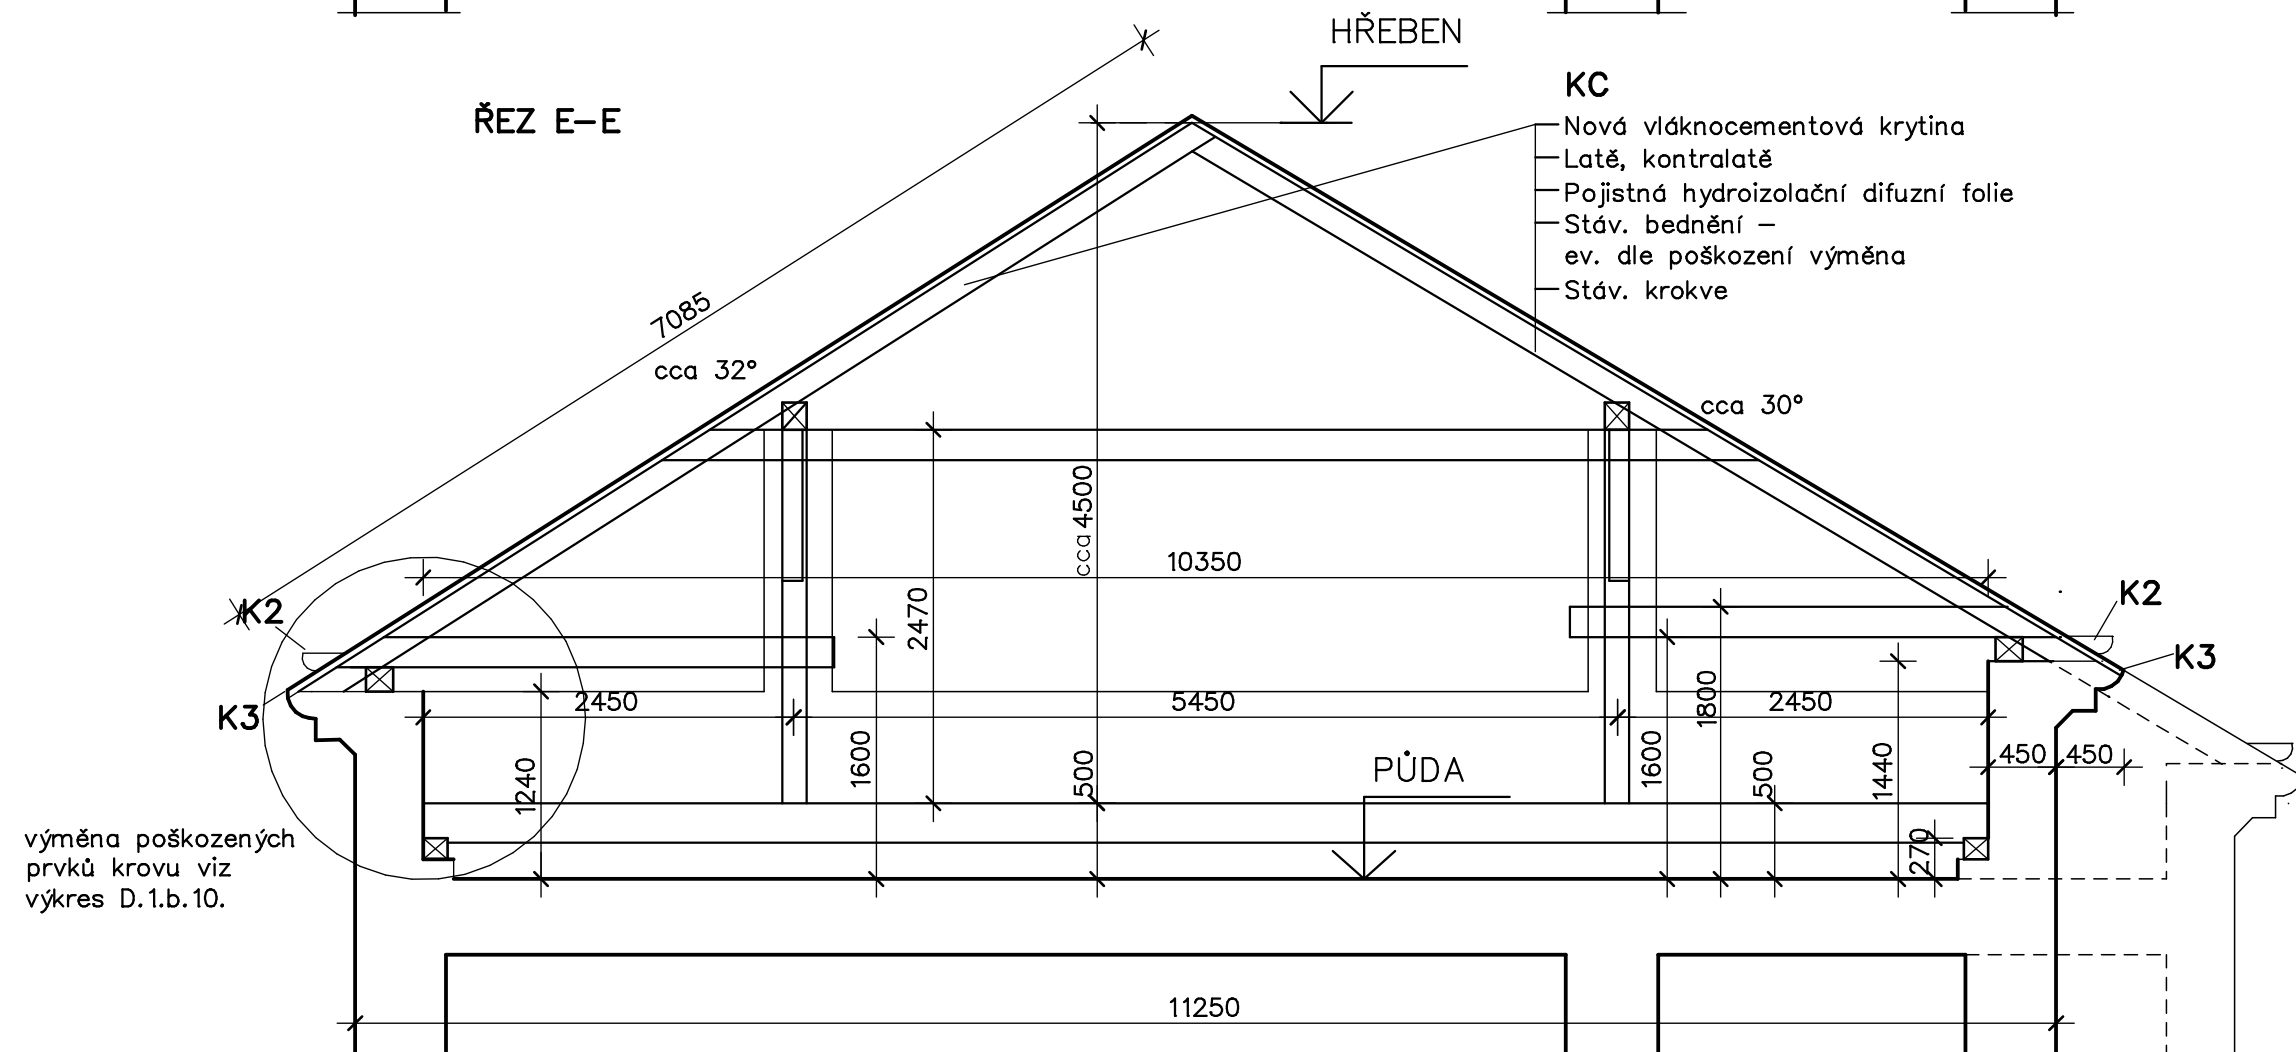 HŘEBEN
ŘEZ E–E
KC
Nová vláknocementová krytina
Latě, kontralatě
Pojistná hydroizolační difuzní folie
Stáv. bednění –
ev. dle poškození výměna
Stáv. krokve
7085
cca 32°
cca 30°
cca 4500
10350
2470
K2
K2
K3
K3
2450
5450
2450
1240
1600
500
PŮDA
1600
1800
500
1440
270
450
450
výměna poškozených
prvků krovu viz
výkres D.1.b.10.
11250